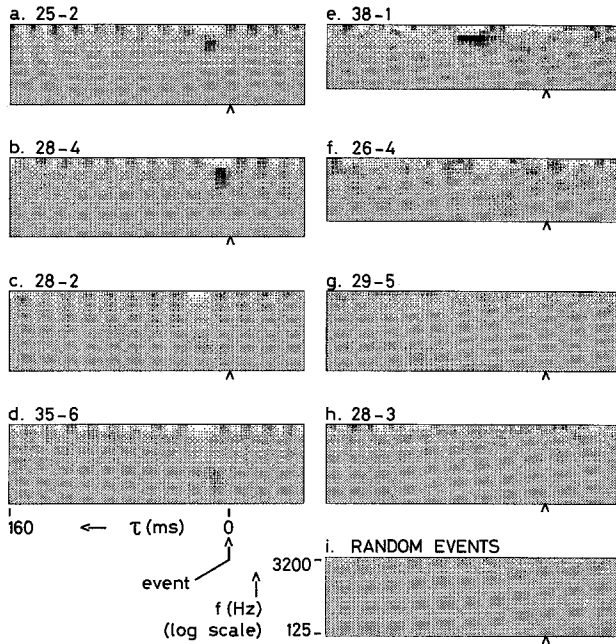 a. 25-2
b. 28-4
c. 28-2
d. 35-6
160 ← τ (ms) 0
event
e. 38-1
f. 26-4
g. 29-5
h. 28-3
i. RANDOM EVENTS
3200
f (Hz)
(log scale) 125